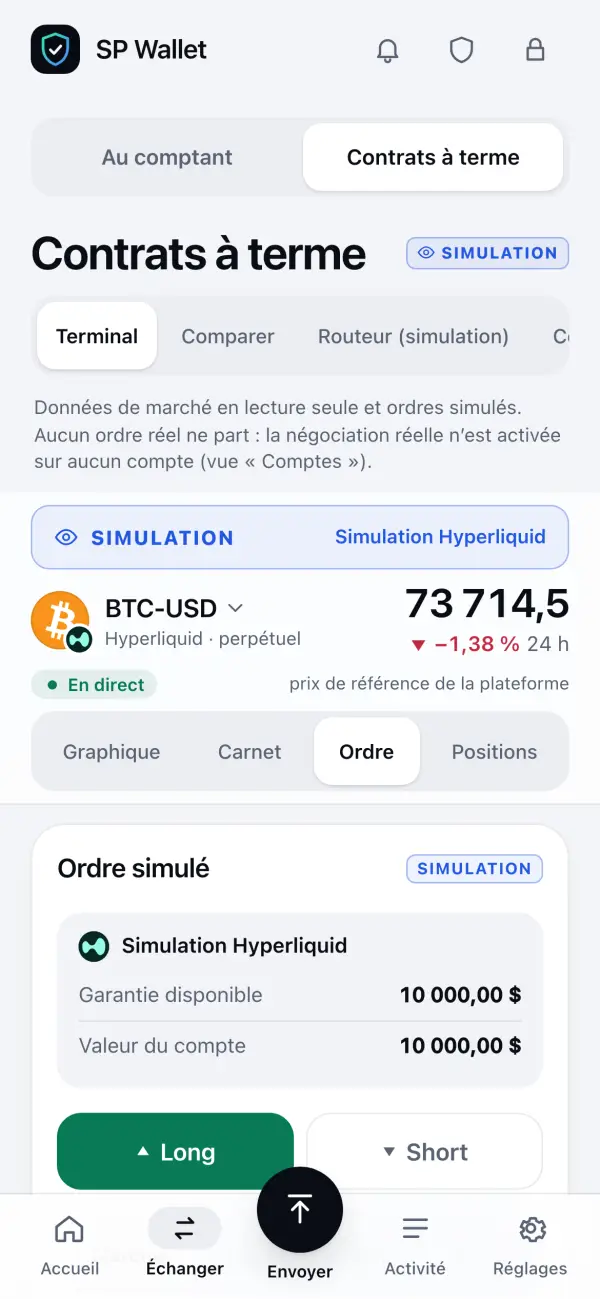 SP Wallet
Au comptant
Contrats à terme
Contrats à terme
SIMULATION
Terminal
Comparer
Routeur (simulation)
Données de marché en lecture seule et ordres simulés.
Aucun ordre réel ne part : la négociation réelle n’est activée
sur aucun compte (vue « Comptes »).
SIMULATION
Simulation Hyperliquid
BTC-USD
73 714,5
Hyperliquid · perpétuel
▼ −1,38 % 24 h
En direct
prix de référence de la plateforme
Graphique
Carnet
Ordre
Positions
Ordre simulé
SIMULATION
Simulation Hyperliquid
Garantie disponible
10 000,00 $
Valeur du compte
10 000,00 $
▲ Long
▼ Short
Accueil
Échanger
Envoyer
Activité
Réglages